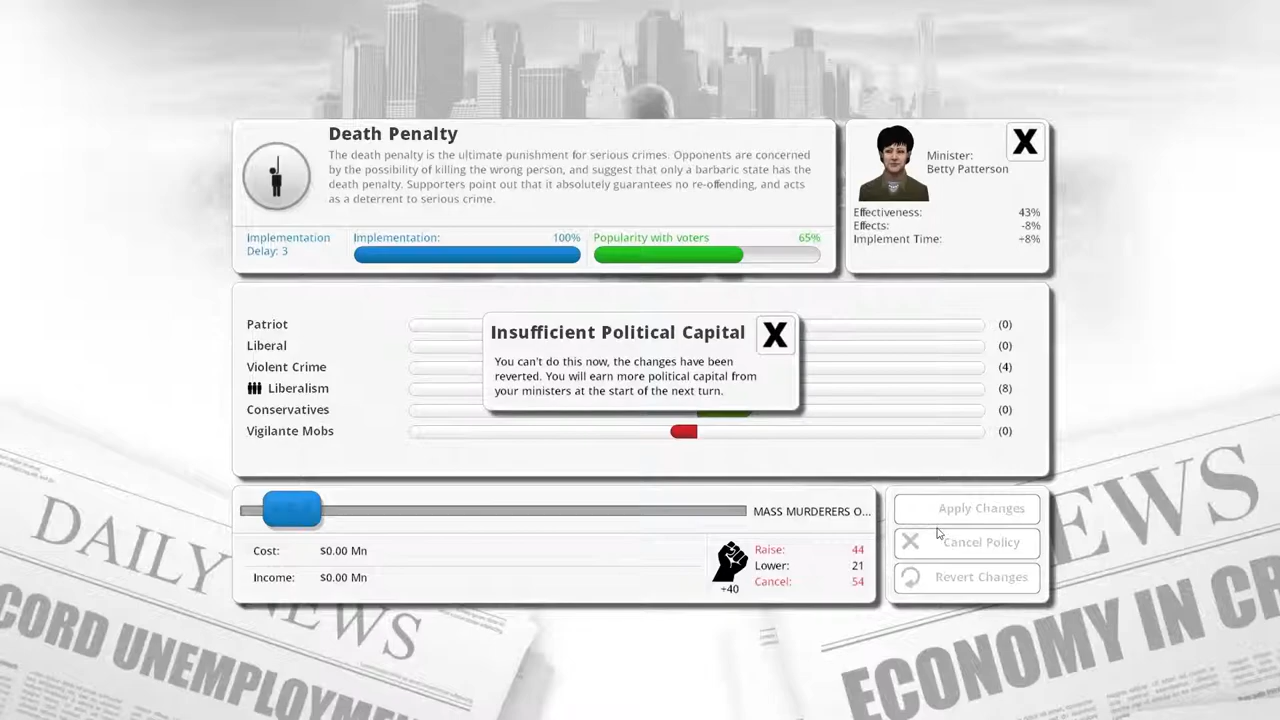 Death Penalty
The death penalty is the ultimate punishment for serious crimes. Opponents are concerned
by the possibility of killing the wrong person, and suggest that only a barbaric state has the
death penalty. Supporters point out that it absolutely guarantees no re-offending, and acts
as a deterrent to serious crime.
Implementation
Delay: 3
Implementation: 100%
Popularity with voters 65%
X
Minister:
Betty Patterson
Effectiveness: 43%
Effects: -8%
Implement Time: +8%
Patriot (0)
Liberal (0)
Violent Crime (4)
Liberalism (8)
Conservatives (0)
Vigilante Mobs (0)
Insufficient Political Capital X
You can't do this now, the changes have been
reverted. You will earn more political capital from
your ministers at the start of the next turn.
MASS MURDERERS O...
Cost: $0.00 Mn
Income: $0.00 Mn
+40
Raise: 44
Lower: 21
Cancel: 54
Apply Changes
Cancel Policy
Revert Changes
DAILY NEWS
CORD UNEMPLOYM
NEWS
ECONOMY IN CR